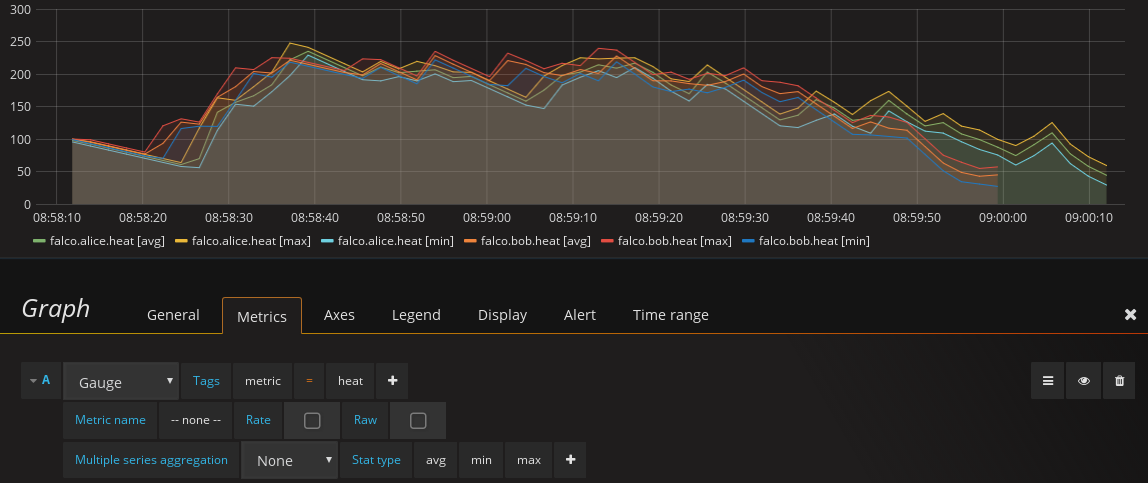 300
250
200
150
100
50
0
08:58:10 08:58:20 08:58:30 08:58:40 08:58:50 08:59:00 08:59:10 08:59:20 08:59:30 08:59:40 08:59:50 09:00:00 09:00:10
falco.alice.heat [avg] falco.alice.heat [max] falco.alice.heat [min] falco.bob.heat [avg] falco.bob.heat [max] falco.bob.heat [min]
Graph General Metrics Axes Legend Display Alert Time range
A Gauge Tags metric = heat
Metric name -- none -- Rate Raw
Multiple series aggregation None Stat type avg min max